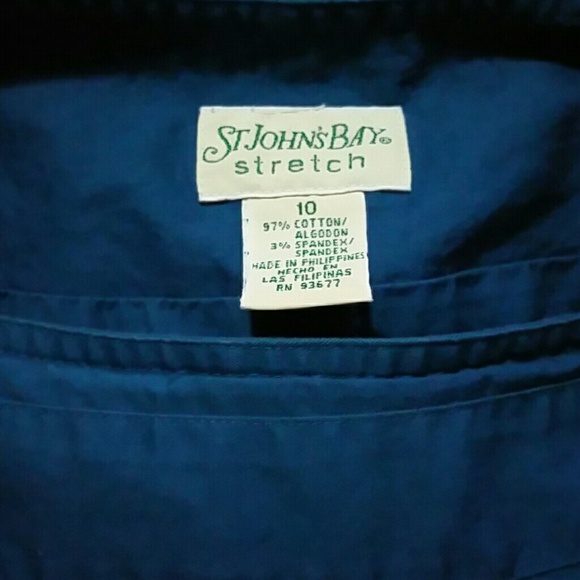 ST. JOHN'S BAY®
stretch
10
97% COTTON/
ALGODON
3% SPANDEX/
SPANDEX
MADE IN PHILIPPINES
HECHO EN
LAS FILIPINAS
RN 93677